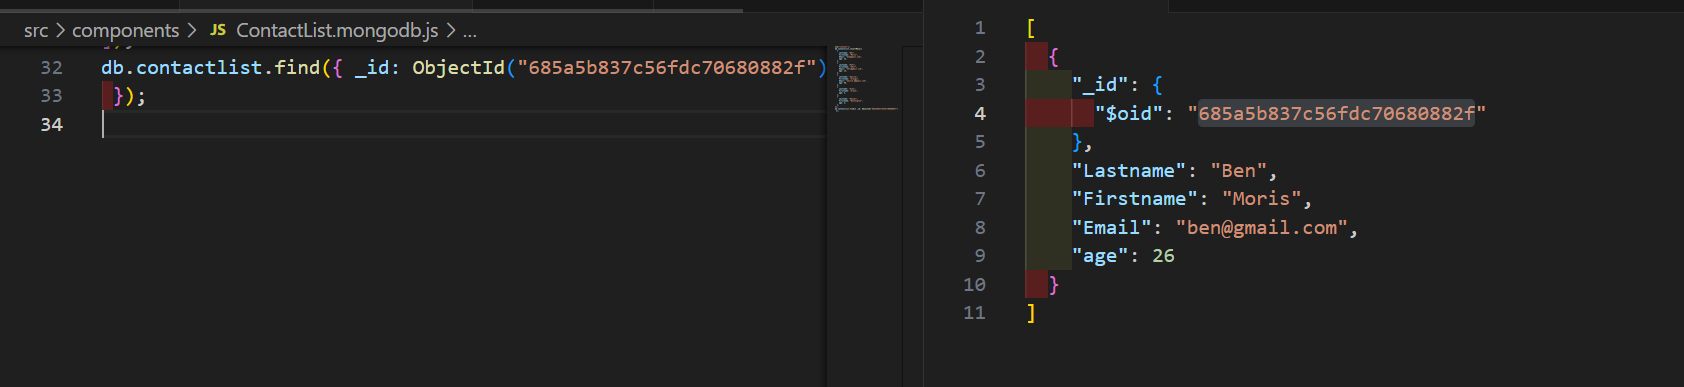 src > components > JS ContactList.mongodb.js > ...
32 db.contactlist.find({ _id: ObjectId("685a5b837c56fdc70680882f")
33 });
34
1 [
2 {
3 "_id": {
4 "$oid": "685a5b837c56fdc70680882f"
5 },
6 "Lastname": "Ben",
7 "Firstname": "Moris",
8 "Email": "ben@gmail.com",
9 "age": 26
10 }
11 ]